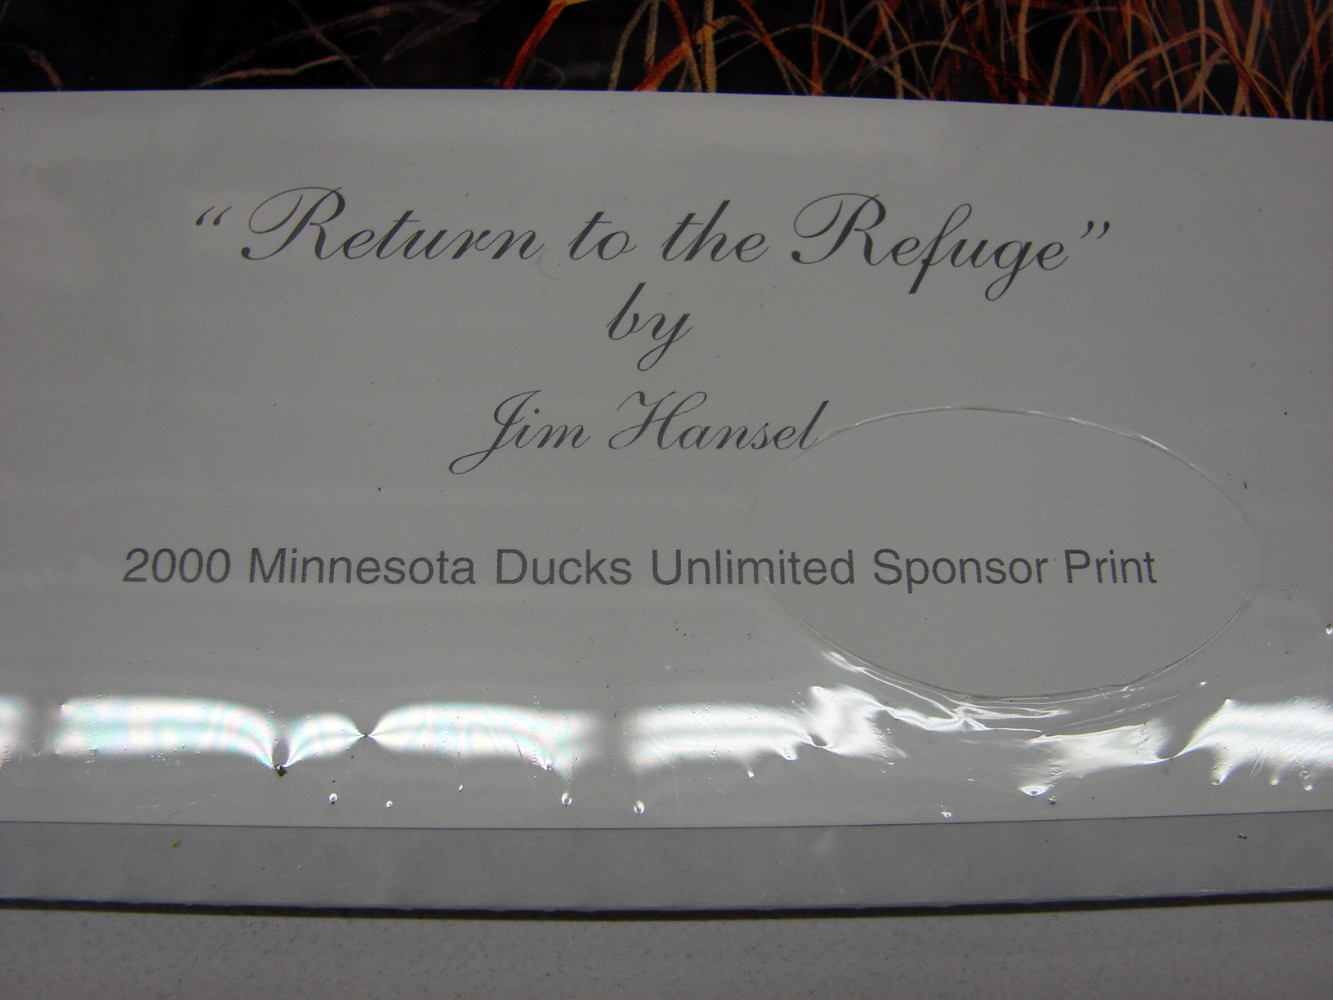 “Return to the Refuge”
by
Jim Hansel
2000 Minnesota Ducks Unlimited Sponsor Print